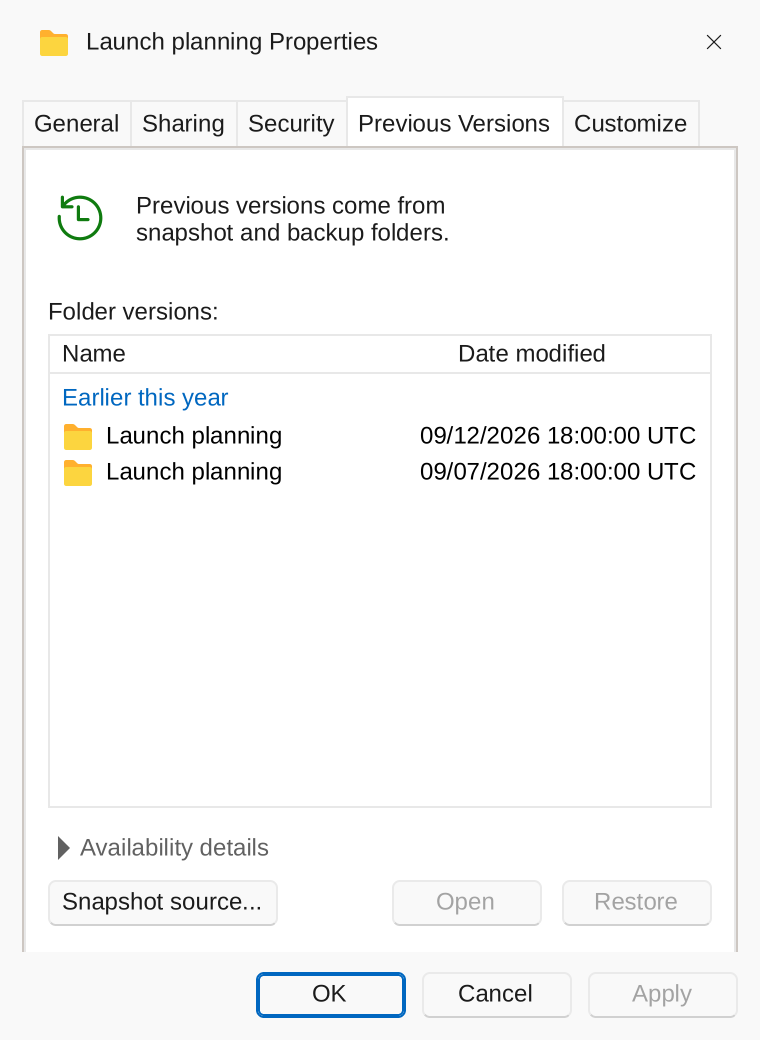 Launch planning Properties
General Sharing Security Previous Versions Customize
Previous versions come from
snapshot and backup folders.
Folder versions:
Name Date modified
Earlier this year
Launch planning 09/12/2026 18:00:00 UTC
Launch planning 09/07/2026 18:00:00 UTC
Availability details
Snapshot source... Open Restore
OK Cancel Apply